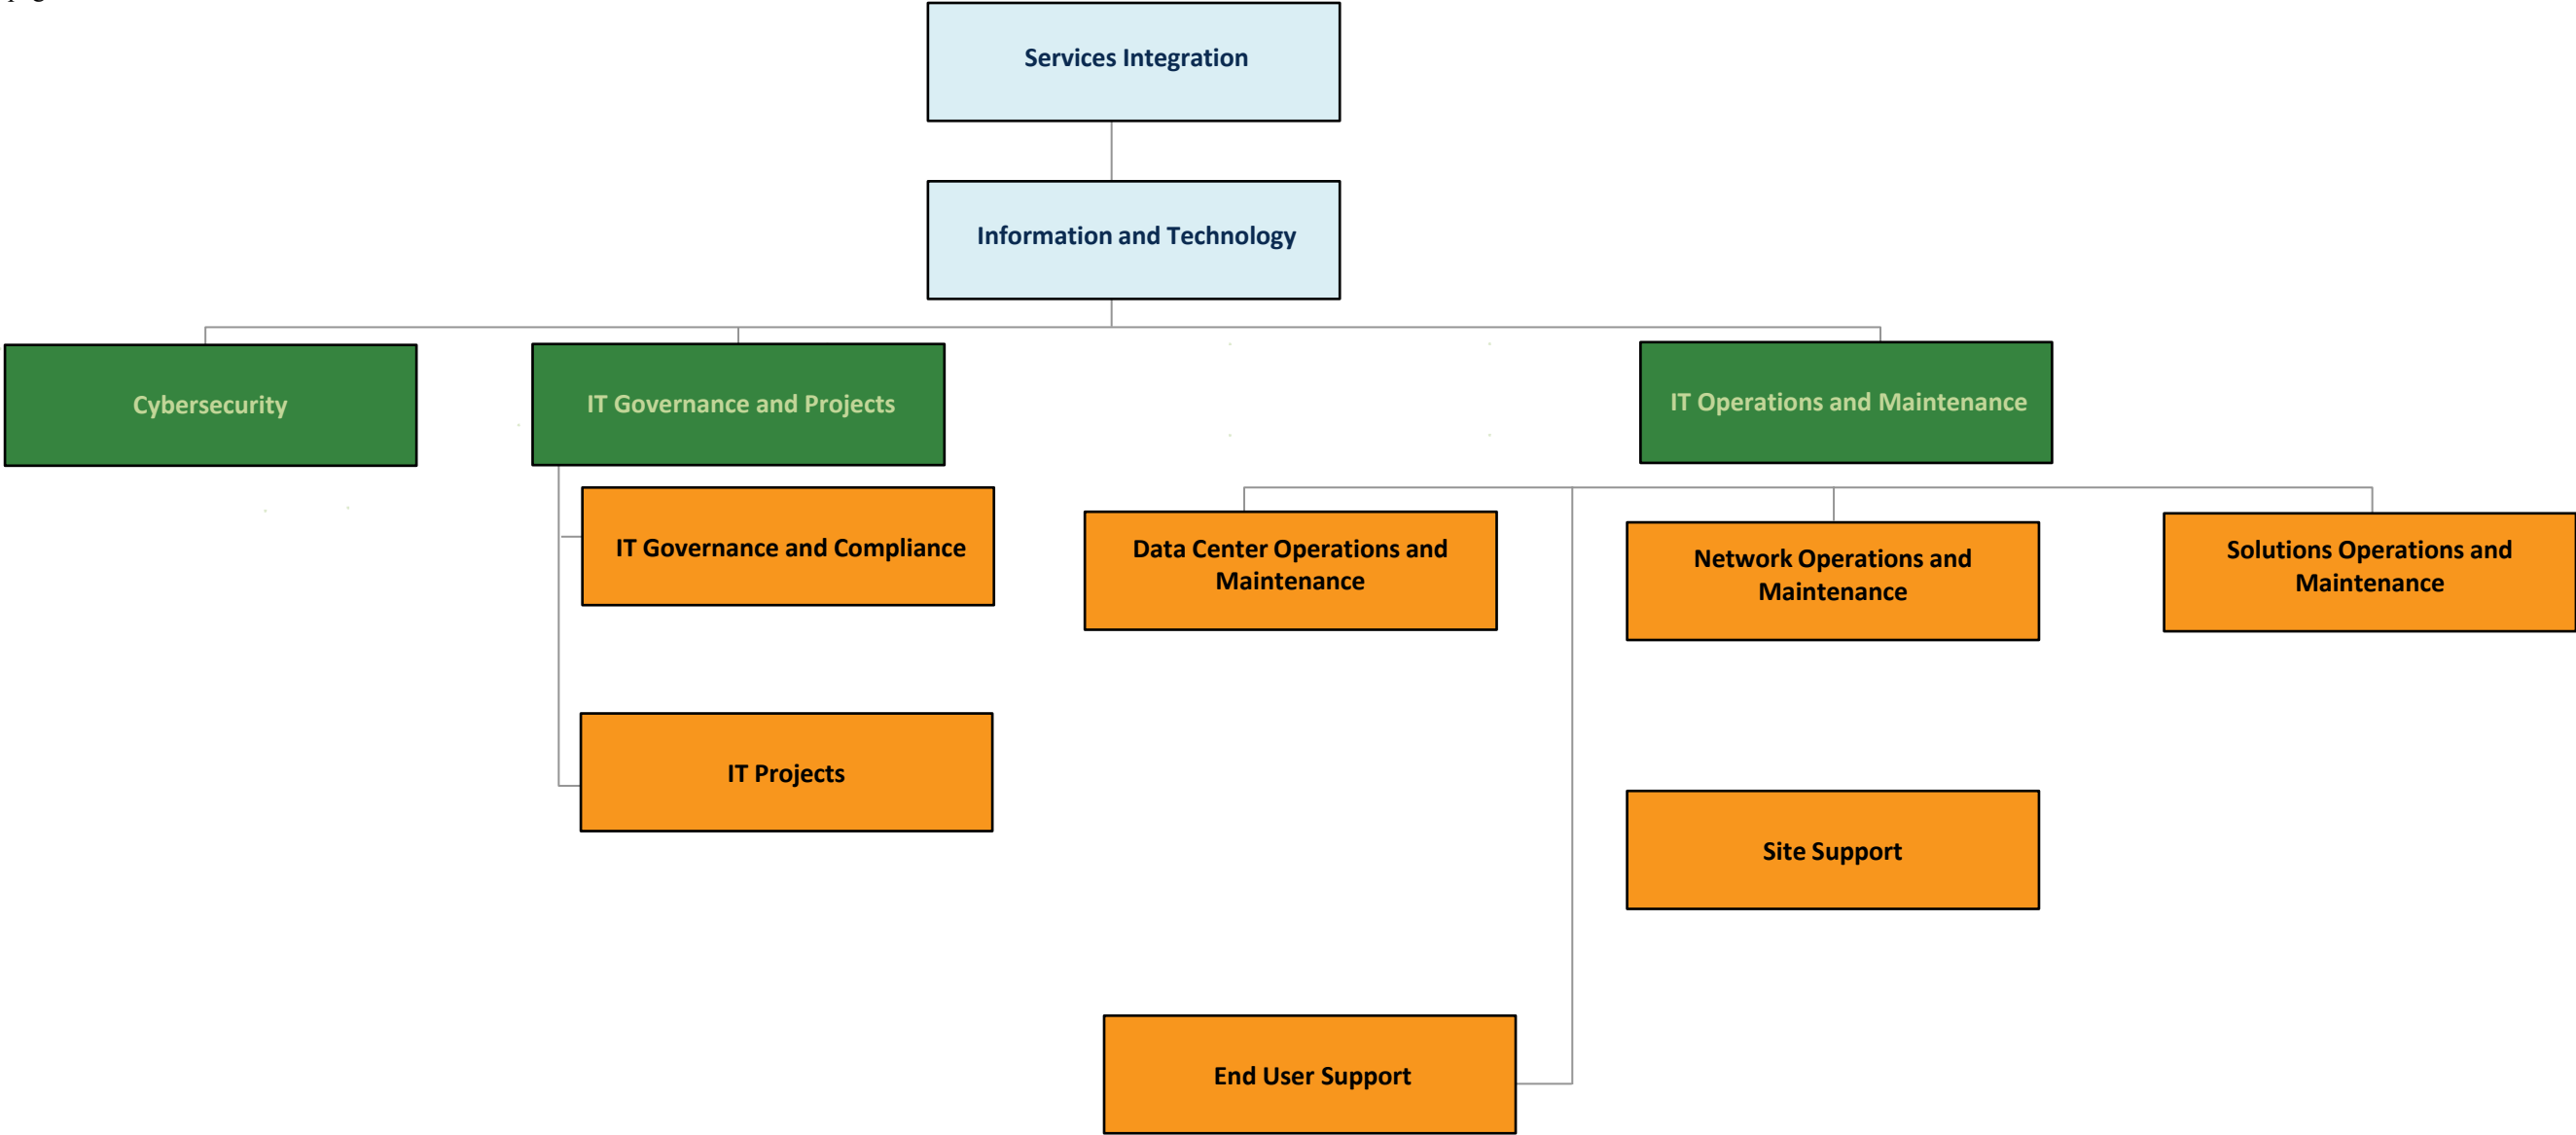 Services Integration
Information and Technology
Cybersecurity
IT Governance and Projects
IT Operations and Maintenance
IT Governance and Compliance
Data Center Operations and
Maintenance
Network Operations and
Maintenance
Solutions Operations and
Maintenance
IT Projects
Site Support
End User Support